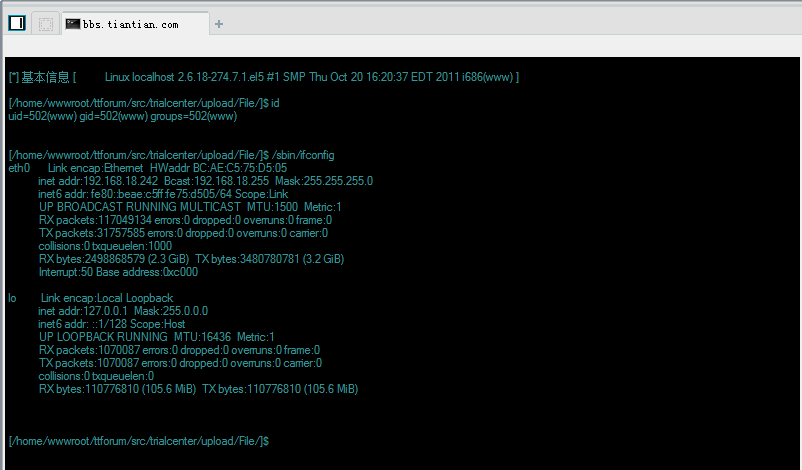 bbs.tiantian.com
[*] 基本信息 [ Linux localhost 2.6.18-274.7.1.el5 #1 SMP Thu Oct 20 16:20:37 EDT 2011 i686(www) ]
[/home/wwwroot/ttforum/src/trialcenter/upload/File/]$ id
uid=502(www) gid=502(www) groups=502(www)
[/home/wwwroot/ttforum/src/trialcenter/upload/File/]$ /sbin/ifconfig
eth0 Link encap:Ethernet HWaddr BC:AE:C5:75:D5:05
inet addr:192.168.18.242 Bcast:192.168.18.255 Mask:255.255.255.0
inet6 addr: fe80::beae:c5ff:fe75:d505/64 Scope:Link
UP BROADCAST RUNNING MULTICAST MTU:1500 Metric:1
RX packets:117049134 errors:0 dropped:0 overruns:0 frame:0
TX packets:31757585 errors:0 dropped:0 overruns:0 carrier:0
collisions:0 txqueuelen:1000
RX bytes:2498868579 (2.3 GiB) TX bytes:3480780781 (3.2 GiB)
Interrupt:50 Base address:0xc000
lo Link encap:Local Loopback
inet addr:127.0.0.1 Mask:255.0.0.0
inet6 addr: ::1/128 Scope:Host
UP LOOPBACK RUNNING MTU:16436 Metric:1
RX packets:1070087 errors:0 dropped:0 overruns:0 frame:0
TX packets:1070087 errors:0 dropped:0 overruns:0 carrier:0
collisions:0 txqueuelen:0
RX bytes:110776810 (105.6 MiB) TX bytes:110776810 (105.6 MiB)
[/home/wwwroot/ttforum/src/trialcenter/upload/File/]$